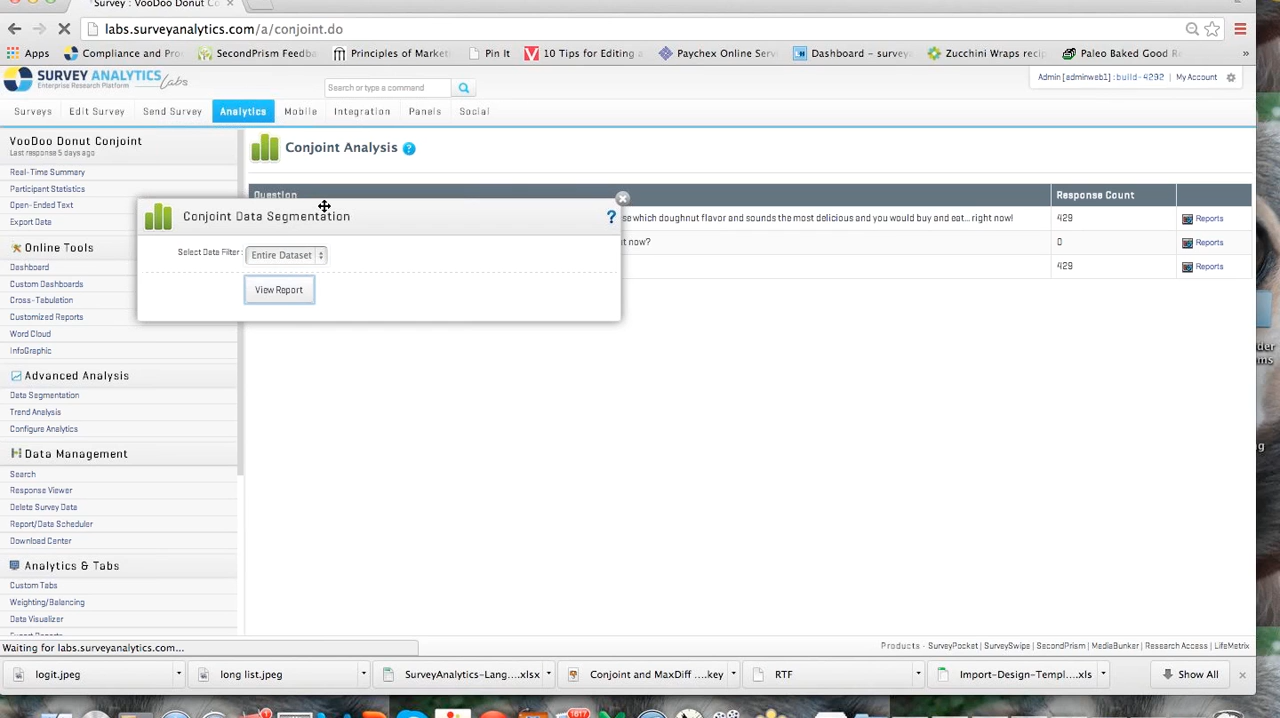 Survey : VooDoo Donut Co
labs.surveyanalytics.com/a/conjoint.do
Apps Compliance and Pro SecondPrism Feedba Principles of Market Pin It 10 Tips for Editing Paychex Online Serv Dashboard - survey Zucchini Wraps reci Paleo Baked Good R »
SURVEY ANALYTICS Labs
Enterprise Research Platform
Search or type a command
Admin [adminweb1] :build-4292 | My Account
Surveys Edit Survey Send Survey Analytics Mobile Integration Panels Social
VooDoo Donut Conjoint
Last response 5 days ago
Real-Time Summary
Participant Statistics
Open-Ended Text
Export Data
Online Tools
Dashboard
Custom Dashboards
Cross-Tabulation
Customized Reports
Word Cloud
InfoGraphic
Advanced Analysis
Data Segmentation
Trend Analysis
Configure Analytics
Data Management
Search
Response Viewer
Delete Survey Data
Report/Data Scheduler
Download Center
Analytics & Tabs
Custom Tabs
Weighting/Balancing
Data Visualizer
Conjoint Analysis ?
Question Response Count
se which doughnut flavor and sounds the most delicious and you would buy and eat... right now! 429 Reports
t now? 0 Reports
429 Reports
Conjoint Data Segmentation ?
Select Data Filter : Entire Dataset
View Report
Waiting for labs.surveyanalytics.com...
Products - SurveyPocket | SurveySwipe | SecondPrism | MediaBunker | Research Access | LifeMetrix
logit.jpeg long list.jpeg SurveyAnalytics-Lang....xlsx Conjoint and MaxDiff ....key RTF Import-Design-Templ....xls Show All
1617
der
ms
g